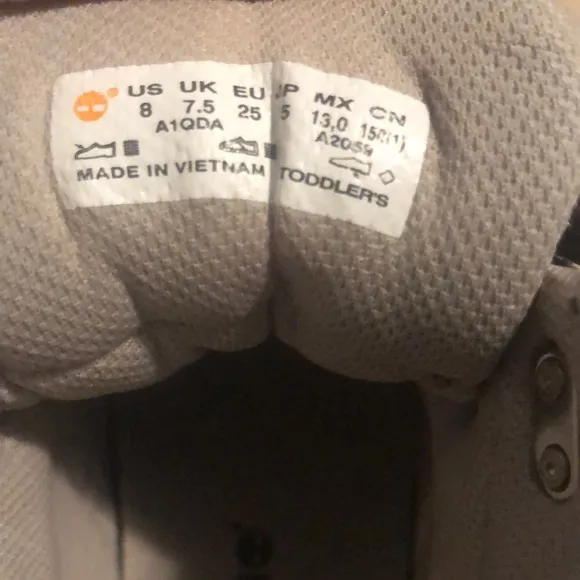 US UK EU JP MX CN
8 7.5 25 5 13,0 150(1)
A1QDA A2059
MADE IN VIETNAM TODDLER'S